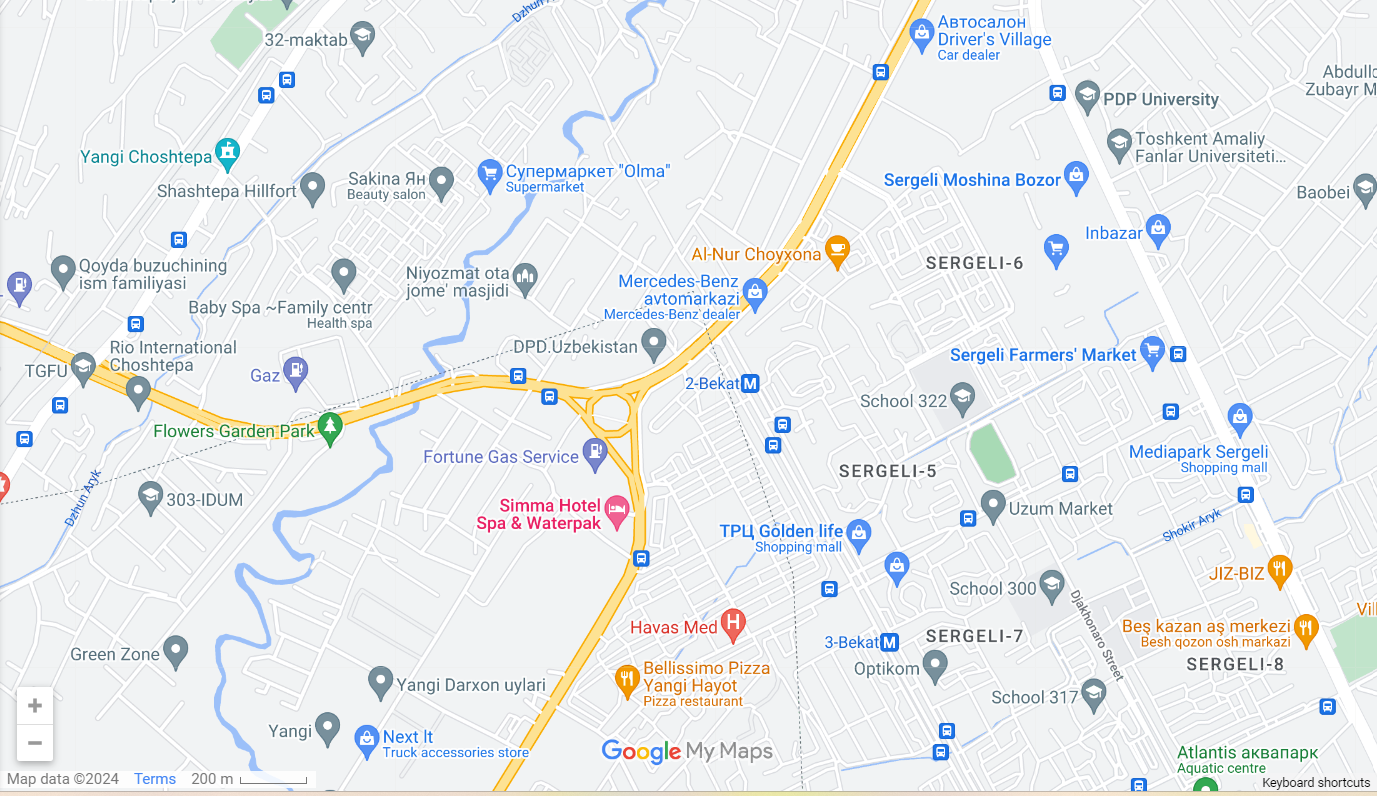 Dzhun
32-maktab
Автосалон
Driver's Village
Car dealer
PDP University
Zubayr M
Toshkent Amaliy
Fanlar Universiteti...
Yangi Choshtepa
Shashtepa Hillfort
Sakina Ян
Beauty salon
Супермаркет "Olma"
Supermarket
Sergeli Moshina Bozor
Baobei
Inbazar
Al-Nur Choyxona
SERGELI-6
Qoyda buzuchining
ism familiyasi
Niyozmat ota
jome' masjidi
Mercedes-Benz
avtomarkazi
Mercedes-Benz dealer
Baby Spa ~Family centr
Health spa
Rio International
Choshtepa
TGFU
Gaz
DPD.Uzbekistan
Sergeli Farmers' Market
2-Bekat
M
School 322
Flowers Garden Park
Fortune Gas Service
SERGELI-5
Mediapark Sergeli
Shopping mall
303-IDUM
Dzhun Aryk
Simma Hotel
Spa & Waterpak
Uzum Market
Shokir Aryk
ТРЦ Golden life
Shopping mall
School 300
JIZ-BIZ
Djakhonaro Street
Havas Med
H
3-Bekat
M
SERGELI-7
Beş kazan aş merkezi
Besh qozon osh markazi
SERGELI-8
Green Zone
Optikom
Bellissimo Pizza
Yangi Hayot
Pizza restaurant
Yangi Darxon uylari
School 317
Yangi
Next It
Truck accessories store
Google My Maps
Atlantis аквапарк
Aquatic centre
+
−
Map data ©2024 Terms 200 m
Keyboard shortcuts